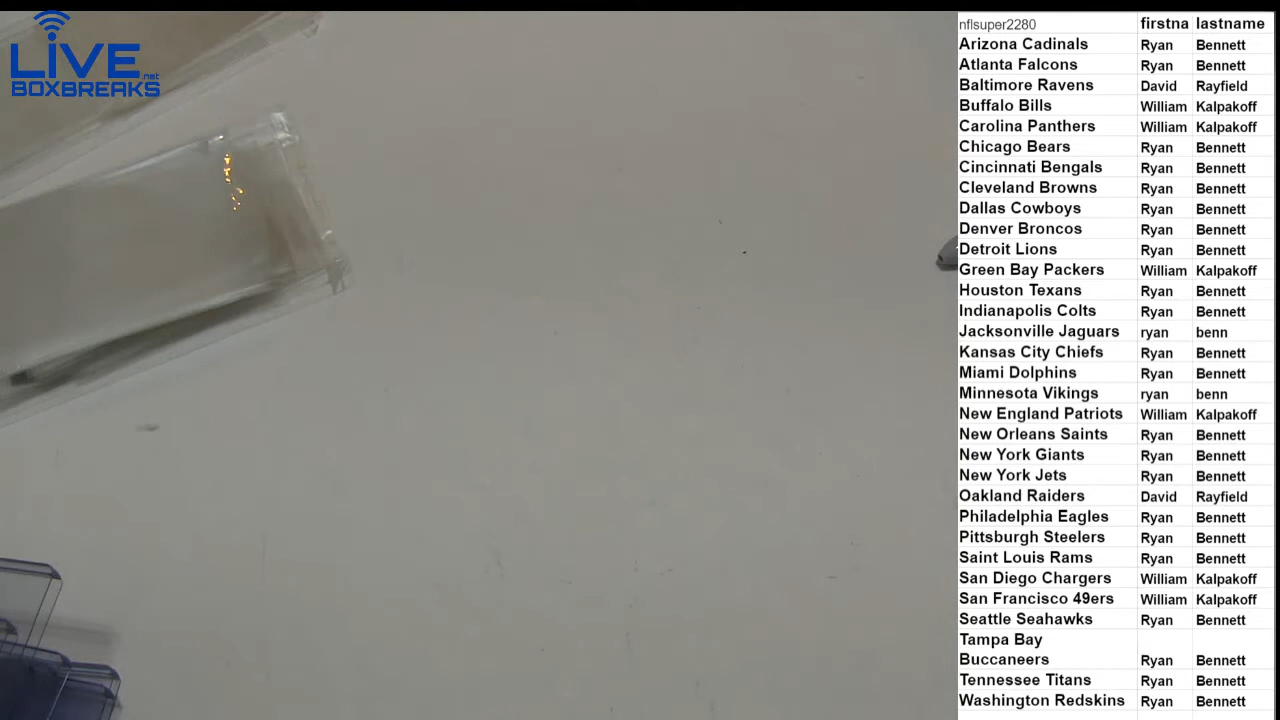 LIVE.net
BOXBREAKS
nflsuper2280 firstna lastname
Arizona Cadinals Ryan Bennett
Atlanta Falcons Ryan Bennett
Baltimore Ravens David Rayfield
Buffalo Bills William Kalpakoff
Carolina Panthers William Kalpakoff
Chicago Bears Ryan Bennett
Cincinnati Bengals Ryan Bennett
Cleveland Browns Ryan Bennett
Dallas Cowboys Ryan Bennett
Denver Broncos Ryan Bennett
Detroit Lions Ryan Bennett
Green Bay Packers William Kalpakoff
Houston Texans Ryan Bennett
Indianapolis Colts Ryan Bennett
Jacksonville Jaguars ryan benn
Kansas City Chiefs Ryan Bennett
Miami Dolphins Ryan Bennett
Minnesota Vikings ryan benn
New England Patriots William Kalpakoff
New Orleans Saints Ryan Bennett
New York Giants Ryan Bennett
New York Jets Ryan Bennett
Oakland Raiders David Rayfield
Philadelphia Eagles Ryan Bennett
Pittsburgh Steelers Ryan Bennett
Saint Louis Rams Ryan Bennett
San Diego Chargers William Kalpakoff
San Francisco 49ers William Kalpakoff
Seattle Seahawks Ryan Bennett
Tampa Bay
Buccaneers Ryan Bennett
Tennessee Titans Ryan Bennett
Washington Redskins Ryan Bennett